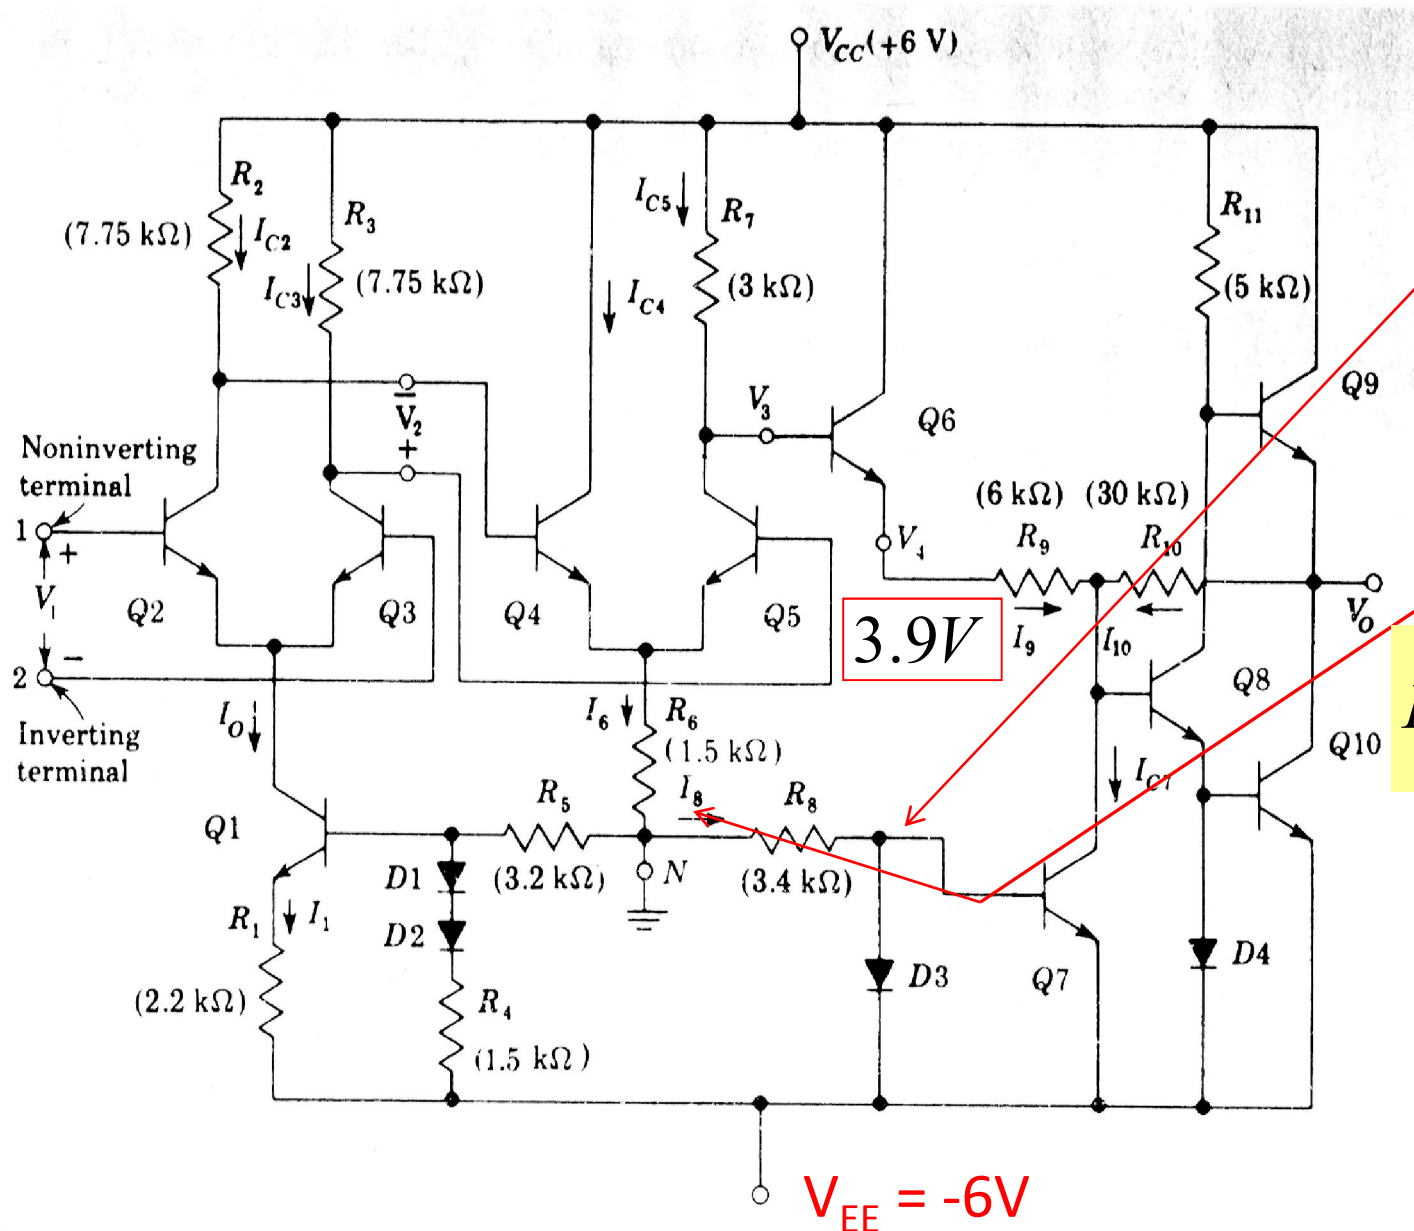 V_CC (+6 V)
R_2
(7.75 kΩ)
I_C2
R_3
I_C3
(7.75 kΩ)
I_C5
R_7
(3 kΩ)
I_C4
R_11
(5 kΩ)
Q9
V_2
−
+
V_3
Q6
Noninverting
terminal
1
+
V_1
Q2
Q3
Q4
Q5
V_4
(6 kΩ)
(30 kΩ)
R_9
R_10
3.9V
I_9
I_10
V_O
2
−
Inverting
terminal
I_O
I_6
R_6
(1.5 kΩ)
Q8
Q10
I_C7
Q1
R_5
(3.2 kΩ)
I_8
R_8
(3.4 kΩ)
N
D1
D2
R_1
I_1
(2.2 kΩ)
R_4
(1.5 kΩ)
D3
Q7
D4
V_EE = -6V